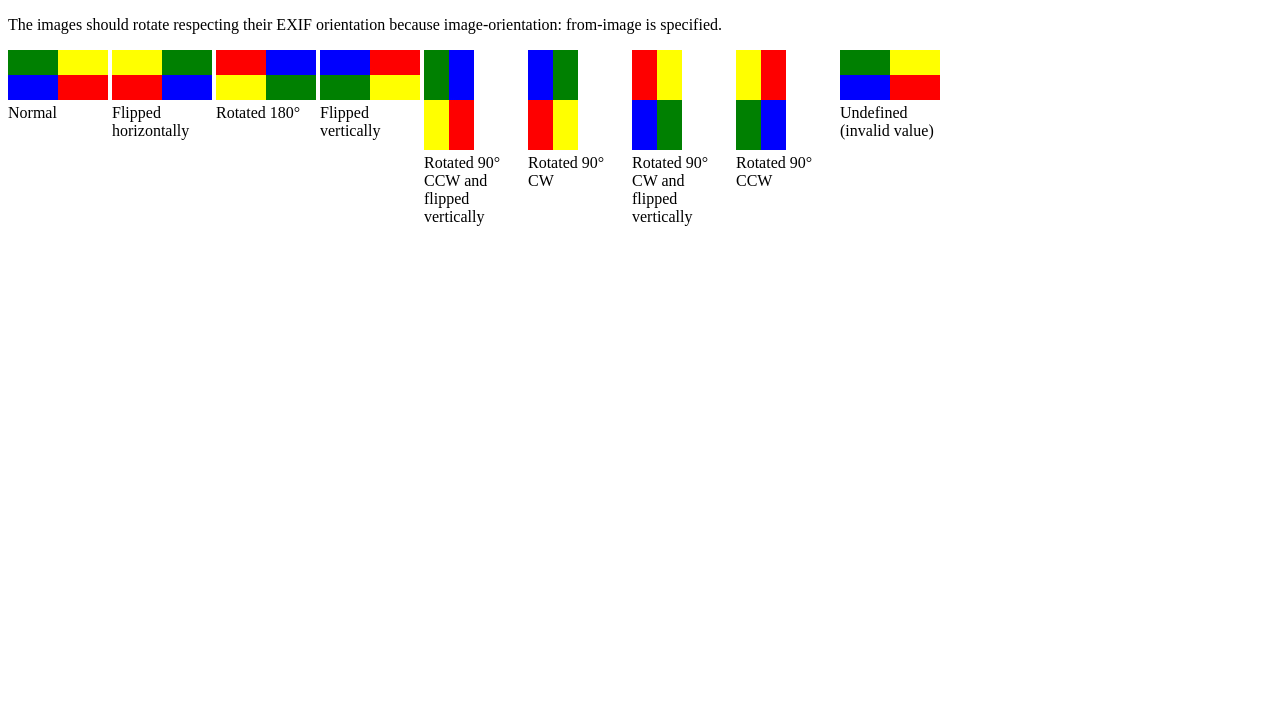 The images should rotate respecting their EXIF orientation because image-orientation: from-image is specified.
Normal
Flipped
horizontally
Rotated 180°
Flipped
vertically
Rotated 90°
CCW and
flipped
vertically
Rotated 90°
CW
Rotated 90°
CW and
flipped
vertically
Rotated 90°
CCW
Undefined
(invalid value)